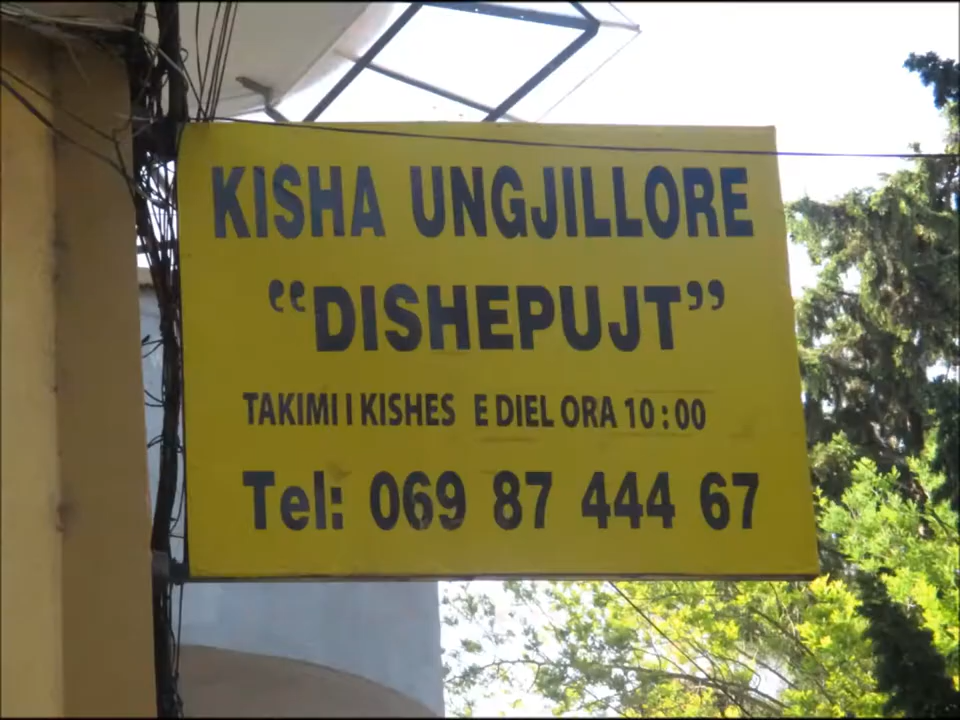 KISHA UNGJILLORE
“DISHEPUJT”
TAKIMI I KISHES E DIEL ORA 10:00
Tel: 069 87 444 67